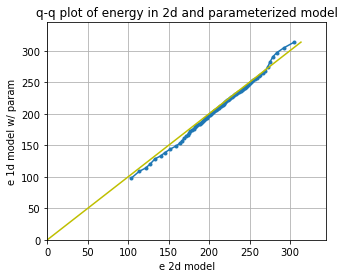 q-q plot of energy in 2d and parameterized model
300
250
200
150
100
50
0
e 1d model w/ param
0 50 100 150 200 250 300
e 2d model